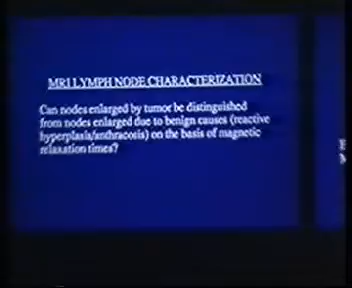 MRI LYMPH NODE CHARACTERIZATION
Can nodes enlarged by tumor be distinguished
from nodes enlarged due to benign causes (reactive
hyperplasia/anthracosis) on the basis of magnetic
relaxation times?